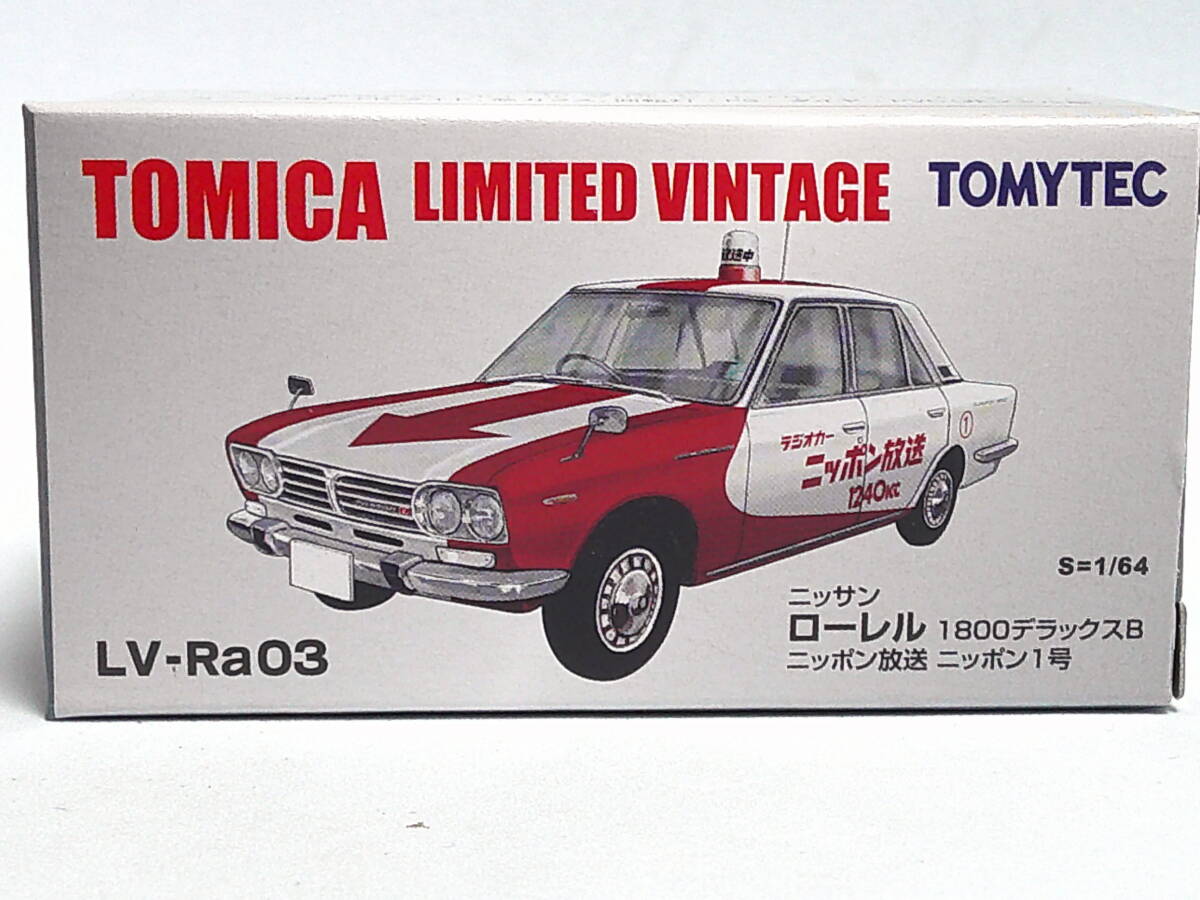 TOMICA LIMITED VINTAGE TOMYTEC
放送中
ラジオカー
ニッポン放送
1240KC
1
S=1/64
ニッサン
ローレル 1800デラックスB
ニッポン放送 ニッポン1号
LV-Ra03